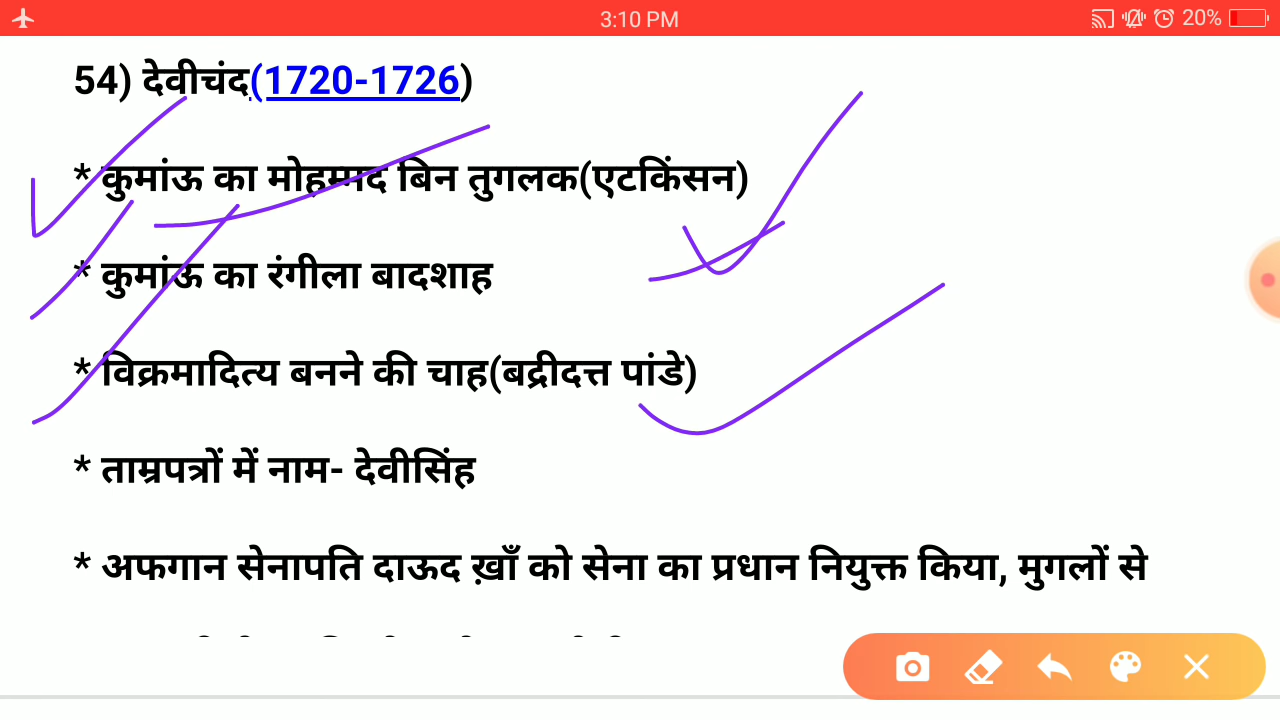 3:10 PM
20%
54) देवीचंद(1720-1726)
* कुमांऊ का मोहम्मद बिन तुगलक(एटकिंसन)
* कुमांऊ का रंगीला बादशाह
* विक्रमादित्य बनने की चाह(बद्रीदत्त पांडे)
* ताम्रपत्रों में नाम- देवीसिंह
* अफगान सेनापति दाऊद ख़ाँ को सेना का प्रधान नियुक्त किया, मुगलों से